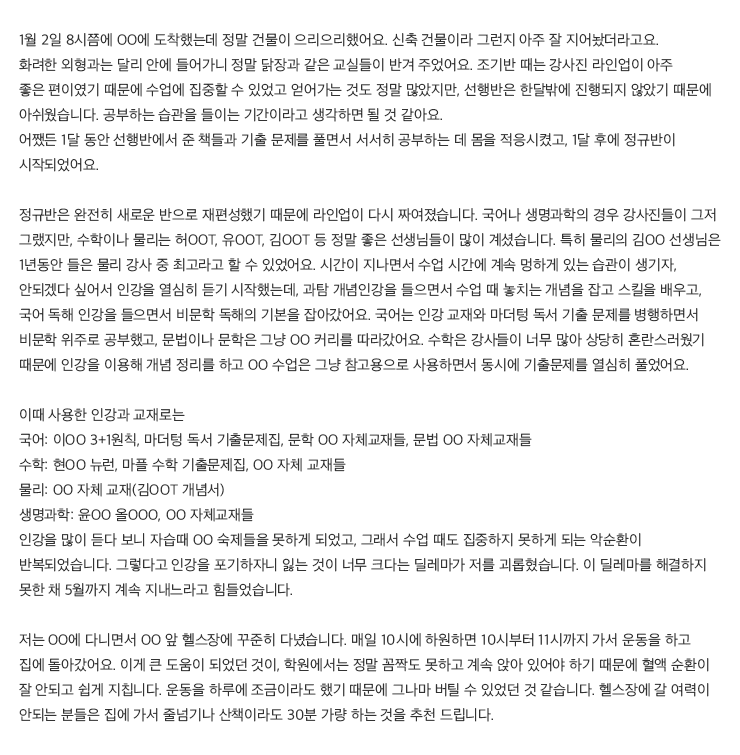 1월 2일 8시쯤에 OO에 도착했는데 정말 건물이 으리으리했어요. 신축 건물이라 그런지 아주 잘 지어놨더라고요.
화려한 외형과는 달리 안에 들어가니 정말 닭장과 같은 교실들이 반겨 주었어요. 조기반 때는 강사진 라인업이 아주
좋은 편이였기 때문에 수업에 집중할 수 있었고 얻어가는 것도 정말 많았지만, 선행반은 한달밖에 진행되지 않았기 때문에
아쉬웠습니다. 공부하는 습관을 들이는 기간이라고 생각하면 될 것 같아요.
어쨌든 1달 동안 선행반에서 준 책들과 기출 문제를 풀면서 서서히 공부하는 데 몸을 적응시켰고, 1달 후에 정규반이
시작되었어요.
정규반은 완전히 새로운 반으로 재편성했기 때문에 라인업이 다시 짜여졌습니다. 국어나 생명과학의 경우 강사진들이 그저
그랬지만, 수학이나 물리는 허OOT, 유OOT, 김OOT 등 정말 좋은 선생님들이 많이 계셨습니다. 특히 물리의 김OO 선생님은
1년동안 들은 물리 강사 중 최고라고 할 수 있었어요. 시간이 지나면서 수업 시간에 계속 멍하게 있는 습관이 생기자,
안되겠다 싶어서 인강을 열심히 듣기 시작했는데, 과탐 개념인강을 들으면서 수업 때 놓치는 개념을 잡고 스킬을 배우고,
국어 독해 인강을 들으면서 비문학 독해의 기본을 잡아갔어요. 국어는 인강 교재와 마더텅 독서 기출 문제를 병행하면서
비문학 위주로 공부했고, 문법이나 문학은 그냥 OO 커리를 따라갔어요. 수학은 강사들이 너무 많아 상당히 혼란스러웠기
때문에 인강을 이용해 개념 정리를 하고 OO 수업은 그냥 참고용으로 사용하면서 동시에 기출문제를 열심히 풀었어요.
이때 사용한 인강과 교재로는
국어: 이OO 3+1원칙, 마더텅 독서 기출문제집, 문학 OO 자체교재들, 문법 OO 자체교재들
수학: 현OO 뉴런, 마플 수학 기출문제집, OO 자체 교재들
물리: OO 자체 교재(김OOT 개념서)
생명과학: 윤OO 올OOO, OO 자체교재들
인강을 많이 듣다 보니 자습때 OO 숙제들을 못하게 되었고, 그래서 수업 때도 집중하지 못하게 되는 악순환이
반복되었습니다. 그렇다고 인강을 포기하자니 잃는 것이 너무 크다는 딜레마가 저를 괴롭혔습니다. 이 딜레마를 해결하지
못한 채 5월까지 계속 지내느라고 힘들었습니다.
저는 OO에 다니면서 OO 앞 헬스장에 꾸준히 다녔습니다. 매일 10시에 하원하면 10시부터 11시까지 가서 운동을 하고
집에 돌아갔어요. 이게 큰 도움이 되었던 것이, 학원에서는 정말 꼼짝도 못하고 계속 앉아 있어야 하기 때문에 혈액 순환이
잘 안되고 쉽게 지칩니다. 운동을 하루에 조금이라도 했기 때문에 그나마 버틸 수 있었던 것 같습니다. 헬스장에 갈 여력이
안되는 분들은 집에 가서 줄넘기나 산책이라도 30분 가량 하는 것을 추천 드립니다.